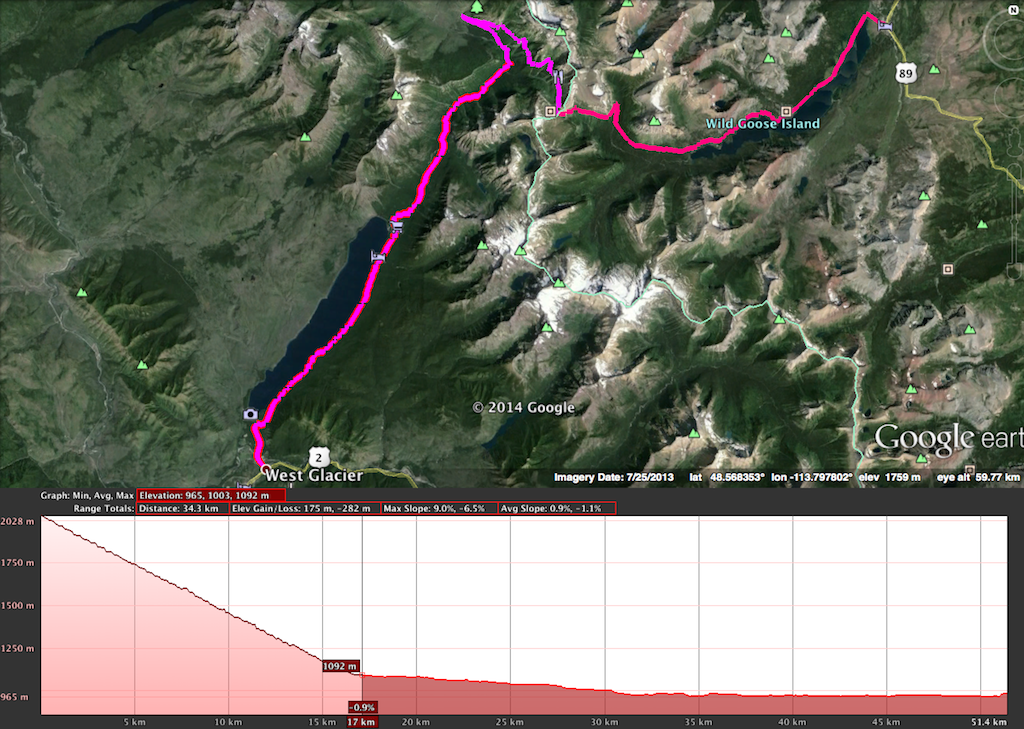 N
89
Wild Goose Island
© 2014 Google
2
West Glacier
Google eart
Imagery Date: 7/25/2013 lat 48.568353° lon -113.797802° elev 1759 m eye alt 59.77 km
Graph: Min, Avg, Max Elevation: 965, 1003, 1092 m
Range Totals: Distance: 34.3 km Elev Gain/Loss: 175 m, -282 m Max Slope: 9.0%, -6.5% Avg Slope: 0.9%, -1.1%
2028 m
1750 m
1500 m
1250 m
1092 m
965 m
-0.9%
5 km 10 km 15 km 17 km 20 km 25 km 30 km 35 km 40 km 45 km 51.4 km